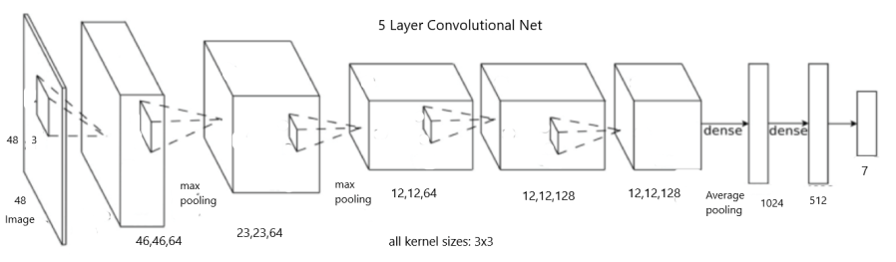 5 Layer Convolutional Net
48
3
48
Image
46,46,64
max
pooling
23,23,64
max
pooling
12,12,64
12,12,128
12,12,128
dense
Average
pooling
1024
dense
512
7
all kernel sizes: 3x3